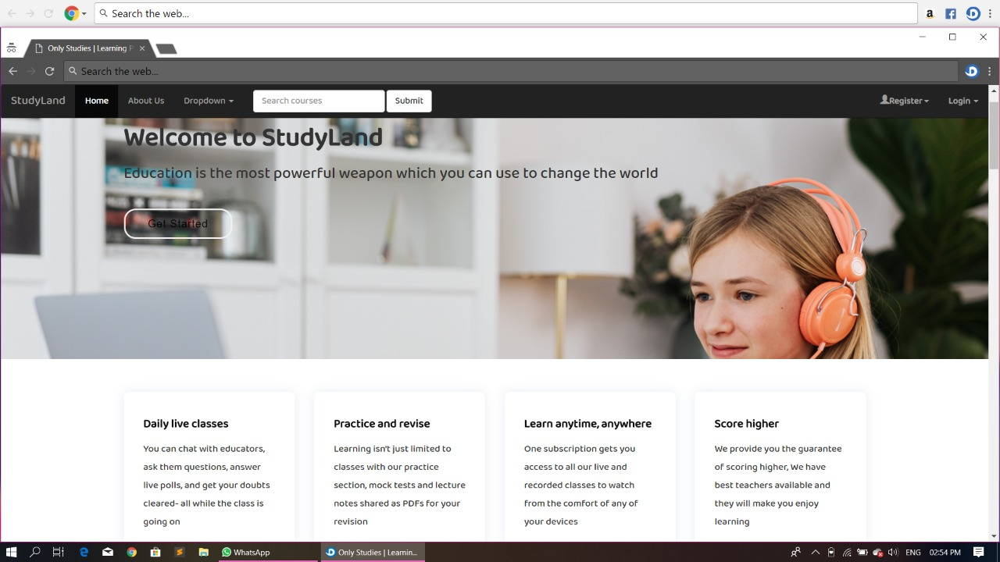 Search the web...
Only Studies | Learning P
Search the web...
StudyLand Home About Us Dropdown Search courses Submit Register Login
Welcome to StudyLand
Education is the most powerful weapon which you can use to change the world
Get Started
Daily live classes
You can chat with educators,
ask them questions, answer
live polls, and get your doubts
cleared- all while the class is
going on
Practice and revise
Learning isn't just limited to
classes with our practice
section, mock tests and lecture
notes shared as PDFs for your
revision
Learn anytime, anywhere
One subscription gets you
access to all our live and
recorded classes to watch
from the comfort of any of
your devices
Score higher
We provide you the guarantee
of scoring higher, We have
best teachers available and
they will make you enjoy
learning
WhatsApp Only Studies | Learnin... ENG 02:54 PM